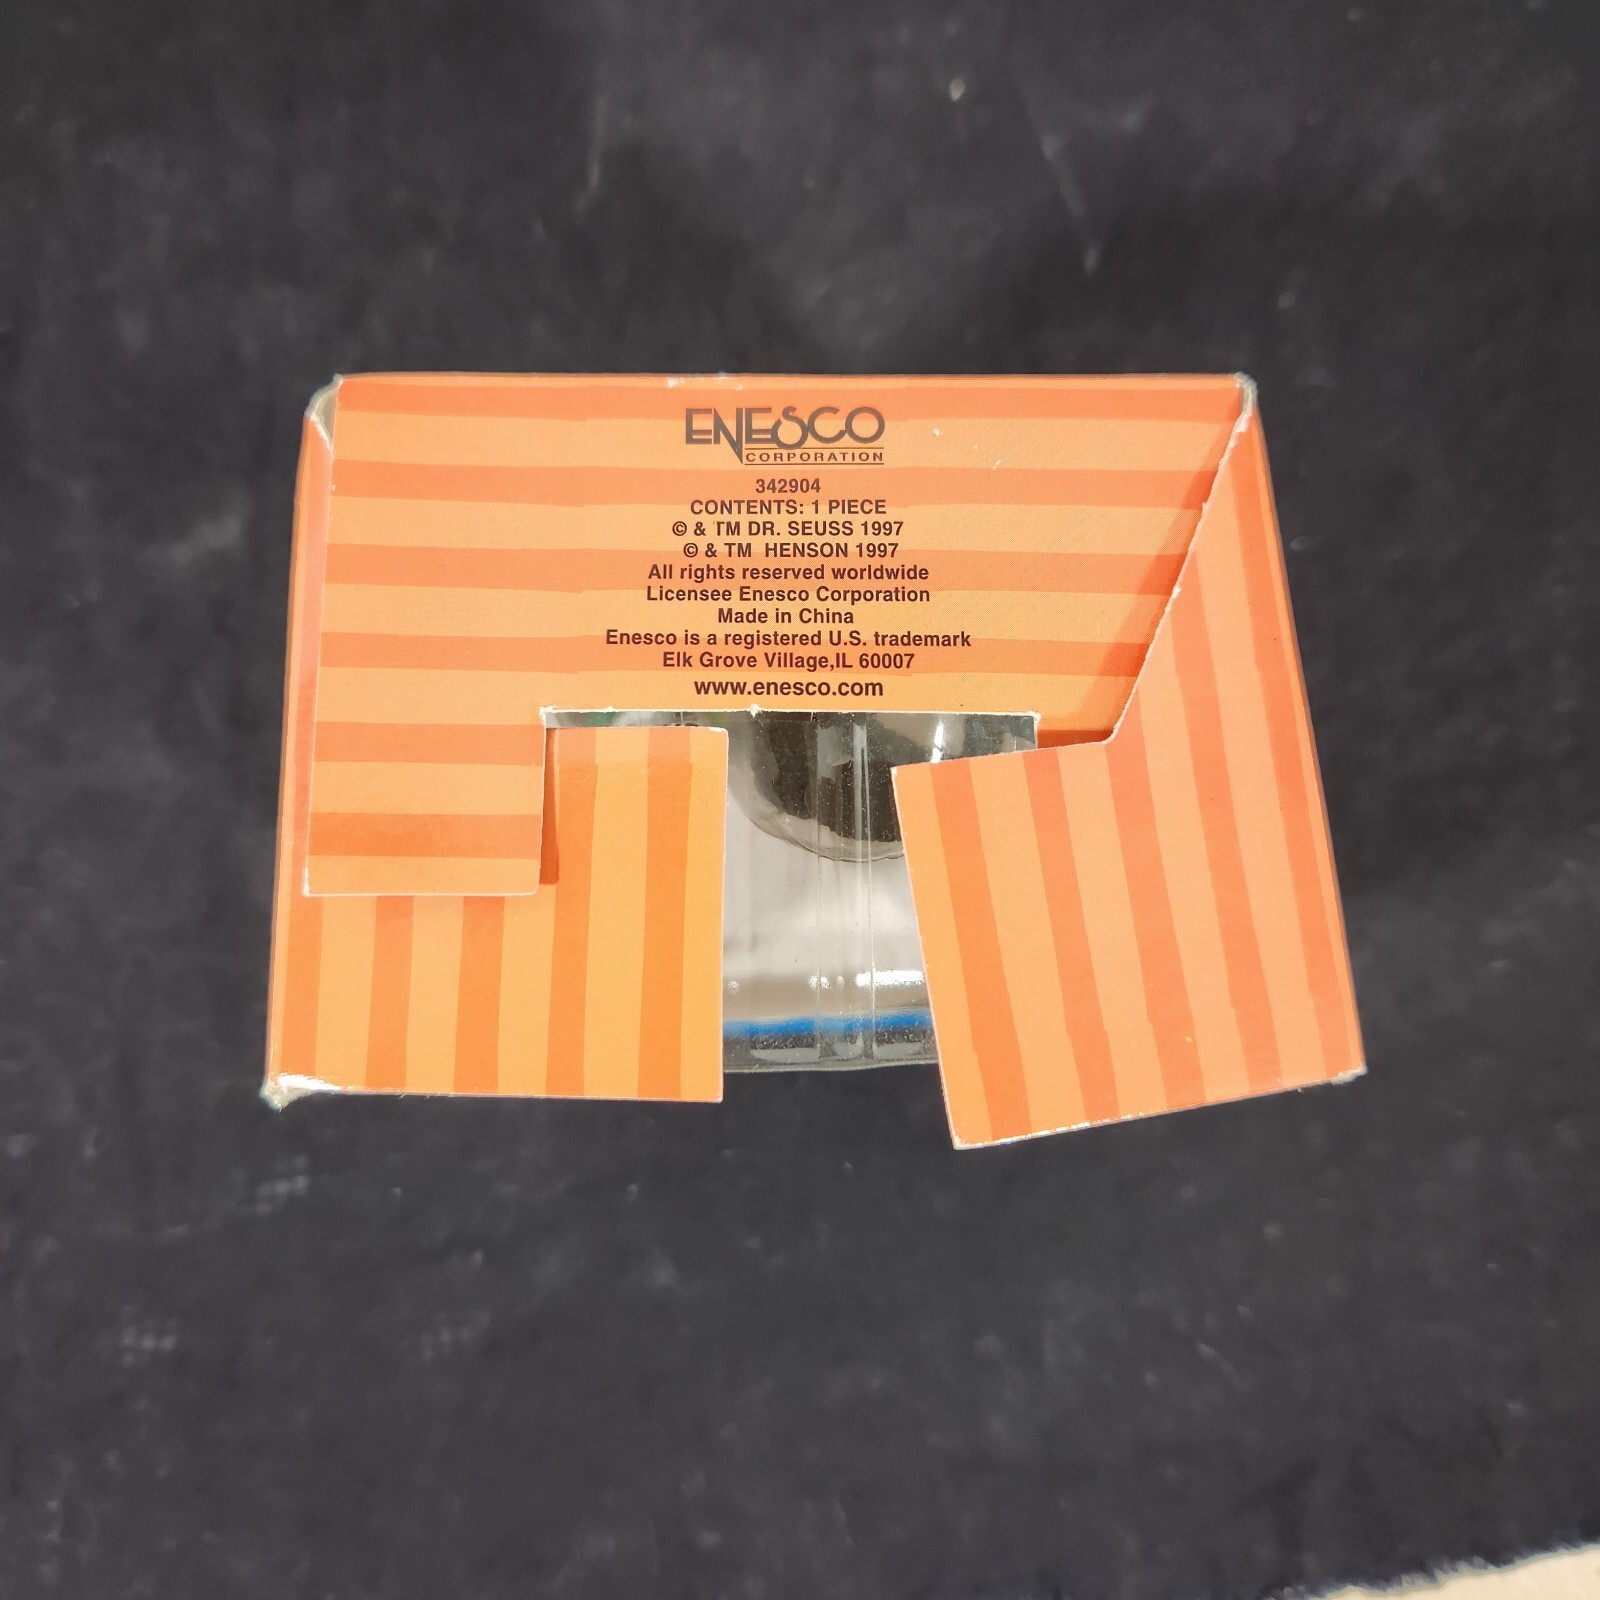 ENESCO
CORPORATION
342904
CONTENTS: 1 PIECE
© & TM DR. SEUSS 1997
© & TM HENSON 1997
All rights reserved worldwide
Licensee Enesco Corporation
Made in China
Enesco is a registered U.S. trademark
Elk Grove Village,IL 60007
www.enesco.com